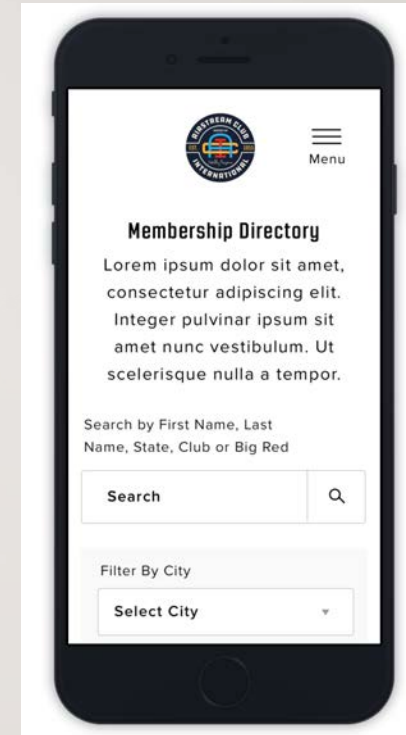 AIRSTREAM CLUB
INTERNATIONAL
Menu
Membership Directory
Lorem ipsum dolor sit amet,
consectetur adipiscing elit.
Integer pulvinar ipsum sit
amet nunc vestibulum. Ut
scelerisque nulla a tempor.
Search by First Name, Last
Name, State, Club or Big Red
Search
Filter By City
Select City